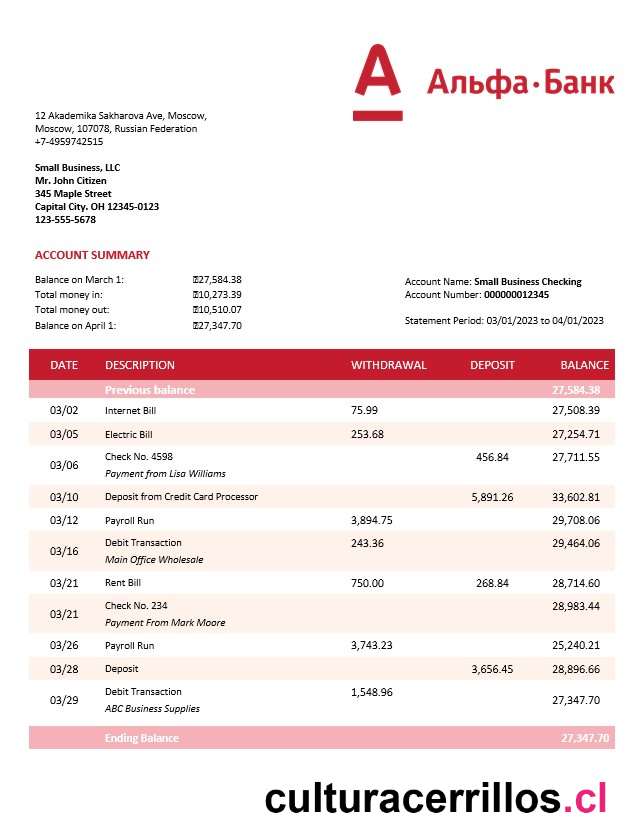 А
Альфа·Банк
12 Akademika Sakharova Ave, Moscow,
Moscow, 107078, Russian Federation
+7-4959742515
Small Business, LLC
Mr. John Citizen
345 Maple Street
Capital City. OH 12345-0123
123-555-5678
ACCOUNT SUMMARY
Balance on March 1: 27,584.38
Total money in: 10,273.39
Total money out: 10,510.07
Balance on April 1: 27,347.70
Account Name: Small Business Checking
Account Number: 000000012345
Statement Period: 03/01/2023 to 04/01/2023
DATE DESCRIPTION WITHDRAWAL DEPOSIT BALANCE
Previous balance 27,584.38
03/02 Internet Bill 75.99 27,508.39
03/05 Electric Bill 253.68 27,254.71
03/06 Check No. 4598 456.84 27,711.55
Payment from Lisa Williams
03/10 Deposit from Credit Card Processor 5,891.26 33,602.81
03/12 Payroll Run 3,894.75 29,708.06
03/16 Debit Transaction 243.36 29,464.06
Main Office Wholesale
03/21 Rent Bill 750.00 268.84 28,714.60
03/21 Check No. 234 28,983.44
Payment From Mark Moore
03/26 Payroll Run 3,743.23 25,240.21
03/28 Deposit 3,656.45 28,896.66
03/29 Debit Transaction 1,548.96 27,347.70
ABC Business Supplies
Ending Balance 27,347.70
culturacerrillos.cl